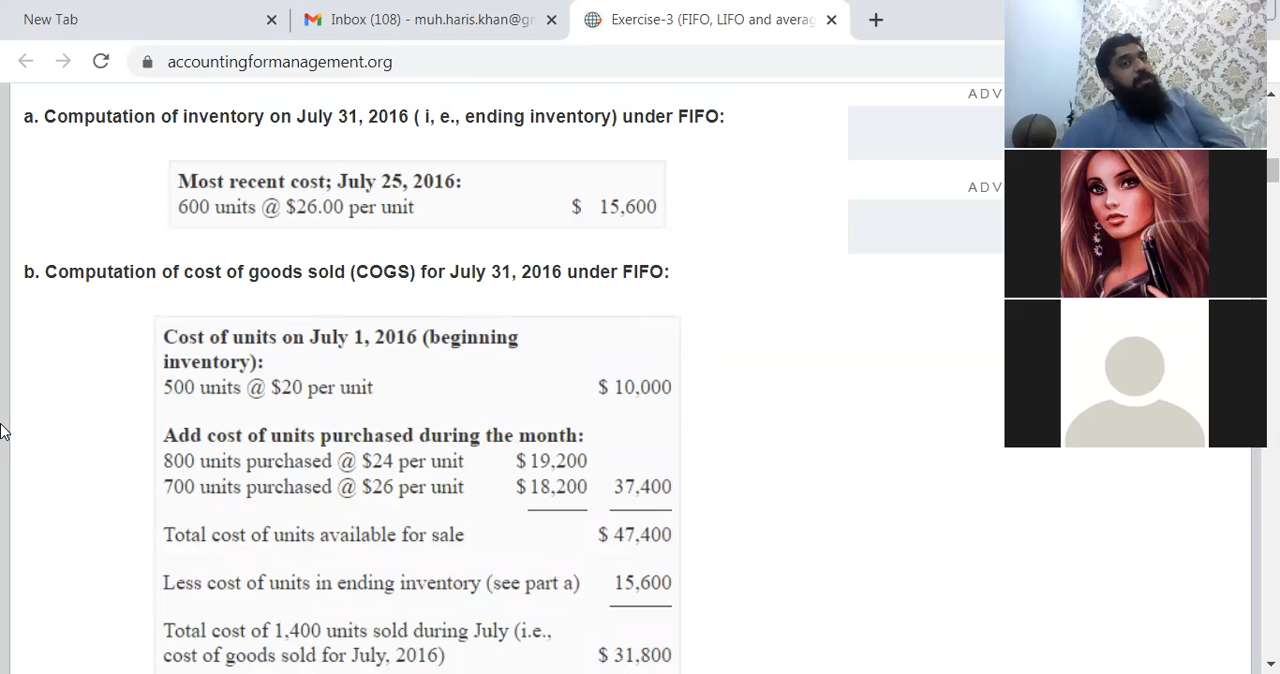 New Tab
Inbox (108) - muh.haris.khan@gm
Exercise-3 (FIFO, LIFO and averag
accountingformanagement.org
ADV
a. Computation of inventory on July 31, 2016 ( i, e., ending inventory) under FIFO:
Most recent cost; July 25, 2016:
600 units @ $26.00 per unit $ 15,600
ADV
b. Computation of cost of goods sold (COGS) for July 31, 2016 under FIFO:
Cost of units on July 1, 2016 (beginning
inventory):
500 units @ $20 per unit $ 10,000
Add cost of units purchased during the month:
800 units purchased @ $24 per unit $ 19,200
700 units purchased @ $26 per unit $ 18,200 37,400
Total cost of units available for sale $ 47,400
Less cost of units in ending inventory (see part a) 15,600
Total cost of 1,400 units sold during July (i.e.,
cost of goods sold for July, 2016) $ 31,800